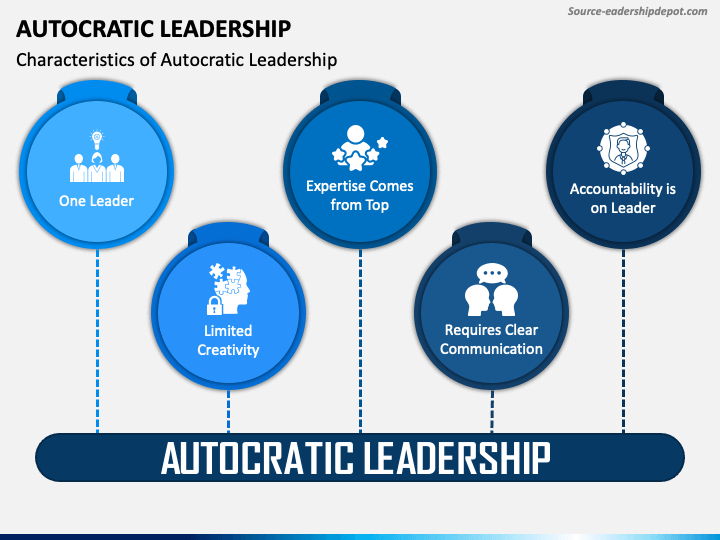 Source-eadershipdepot.com
AUTOCRATIC LEADERSHIP
Characteristics of Autocratic Leadership
One Leader
Limited
Creativity
Expertise Comes
from Top
Requires Clear
Communication
Accountability is
on Leader
AUTOCRATIC LEADERSHIP